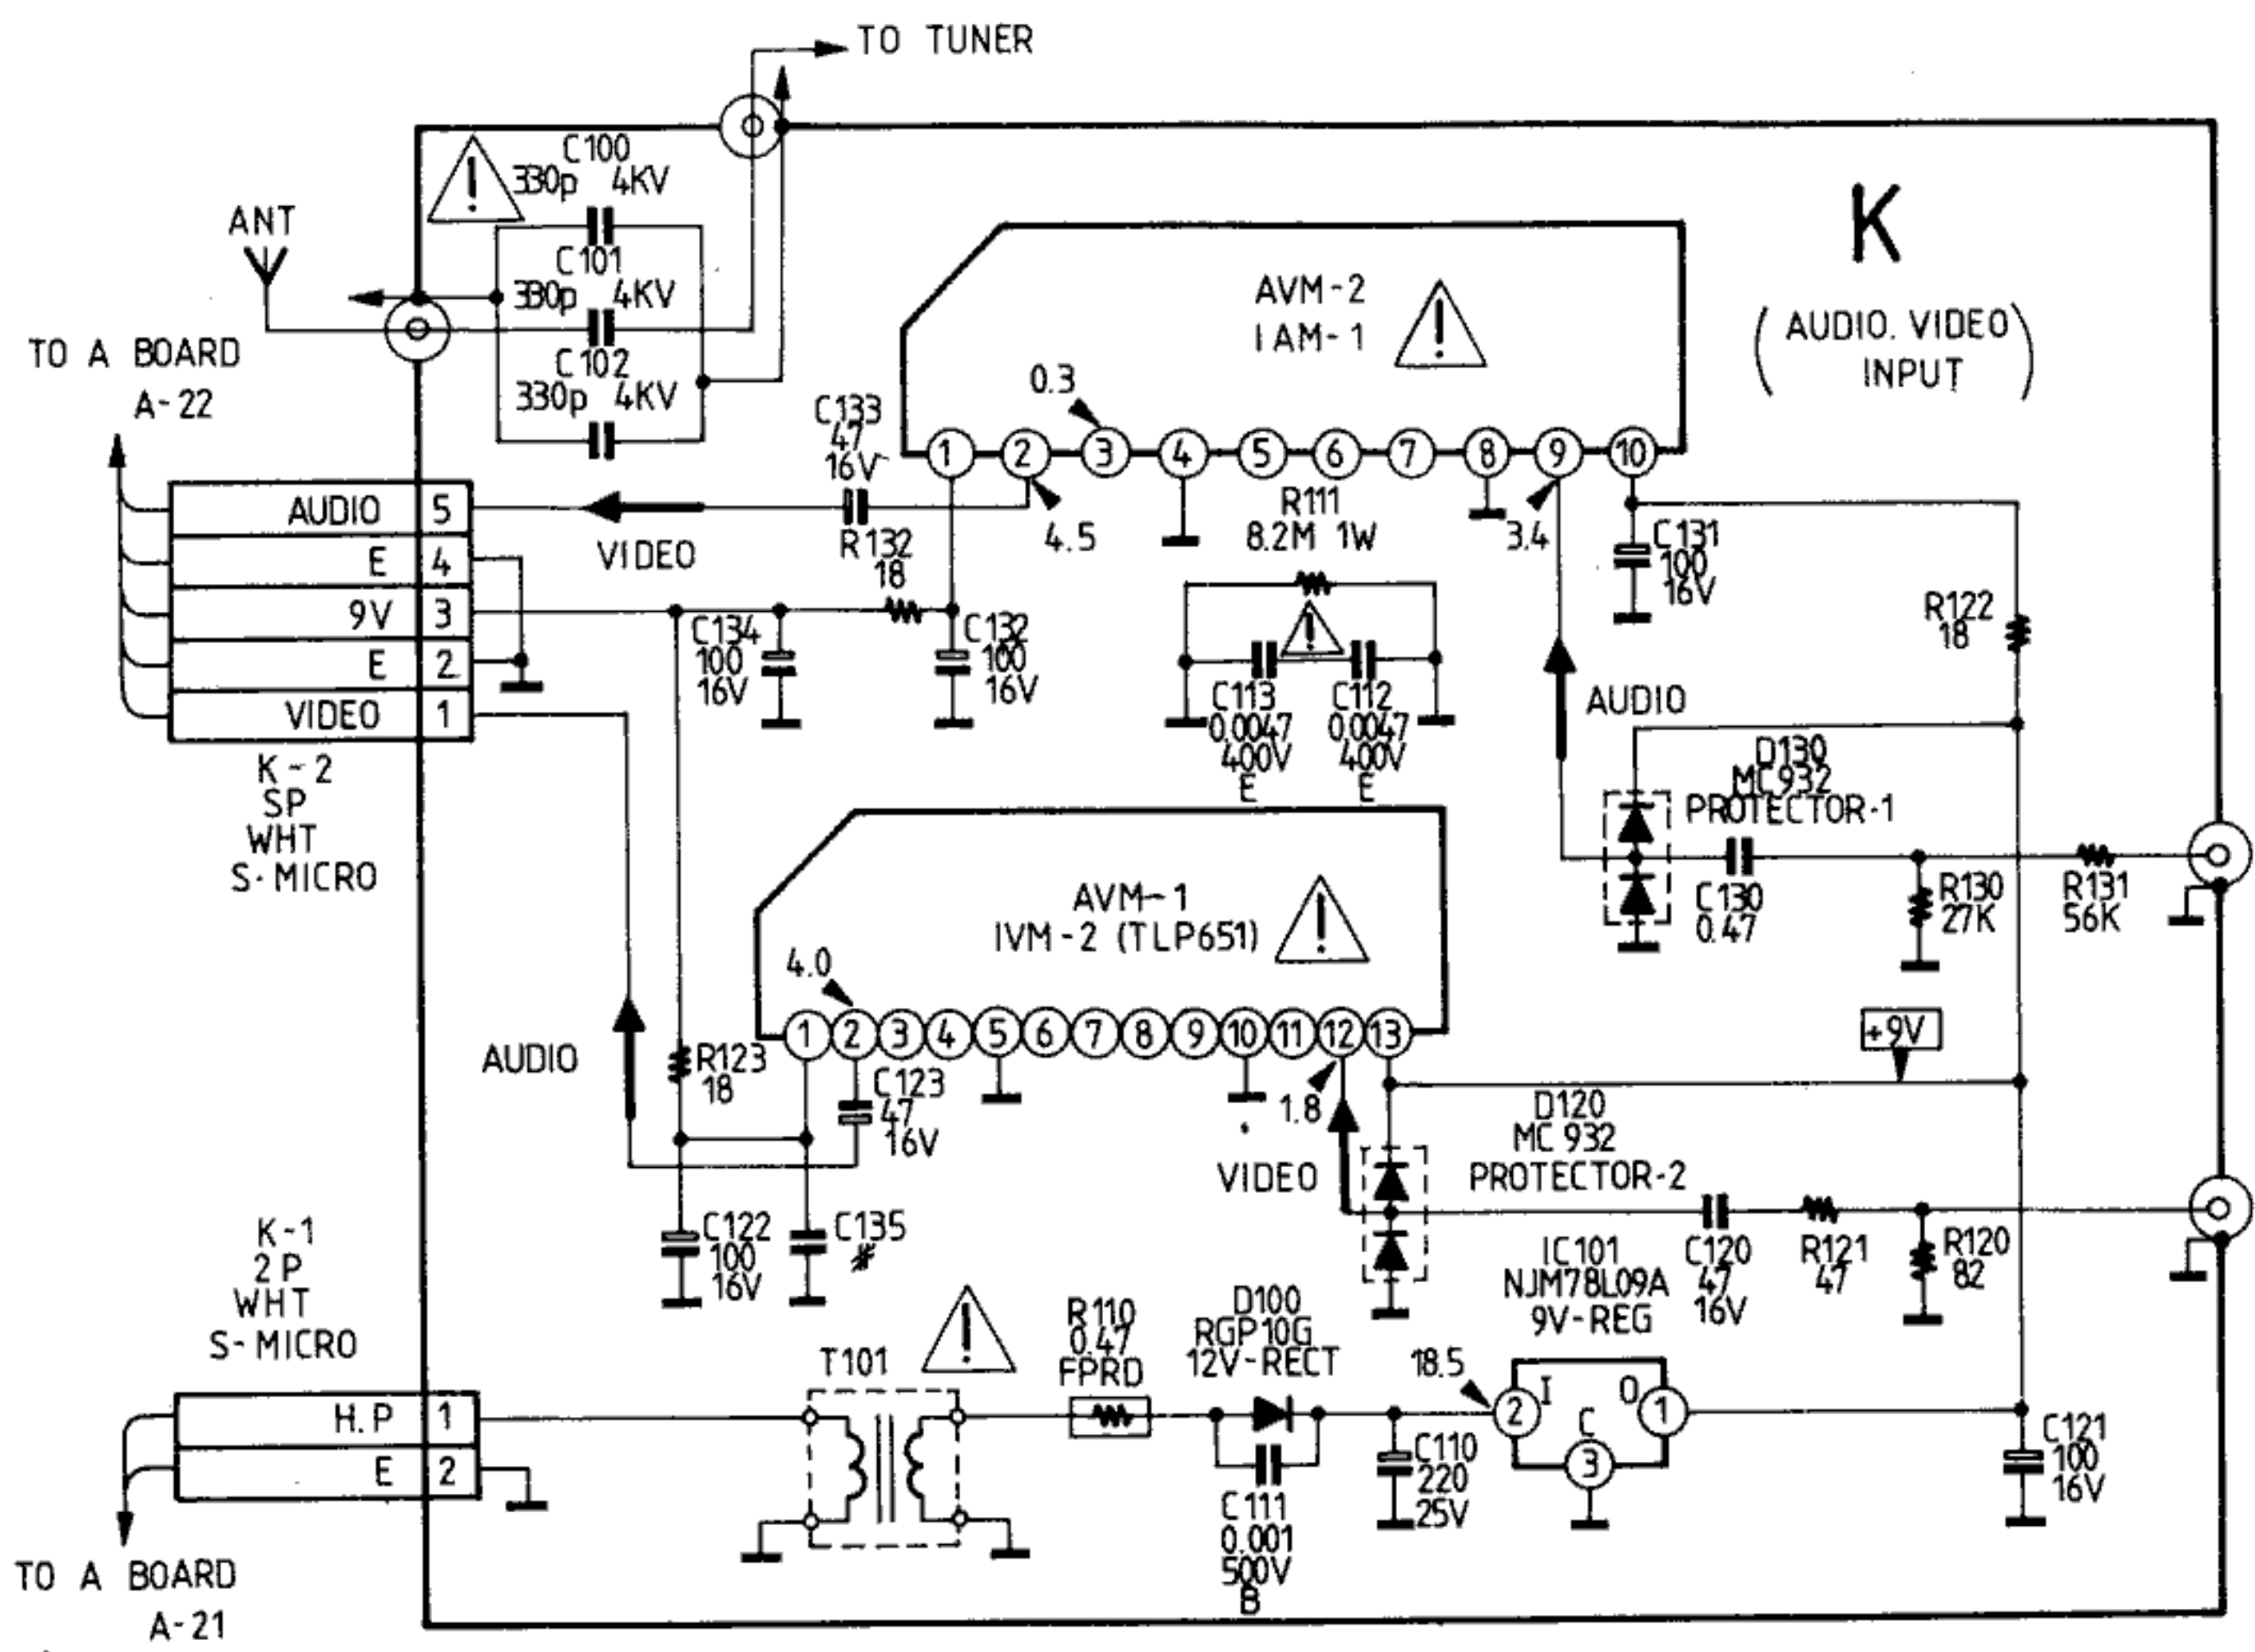 TO TUNER
C100
330p 4KV
ANT
C101
330p 4KV
C102
330p 4KV
AVM-2
IAM-1
K
(AUDIO. VIDEO INPUT)
TO A BOARD
A-22
0.3
C133
47
16V
1 2 3 4 5 6 7 8 9 10
AUDIO 5
E 4
9V 3
E 2
VIDEO 1
VIDEO
R132
18
4.5
R111
8.2M 1W
3.4
C131
100
16V
R122
18
C134
100
16V
C132
100
16V
C113
0.0047
400V
E
C112
0.0047
400V
E
AUDIO
K-2
SP
WHT
S-MICRO
D130
MC932
PROTECTOR-1
AVM-1
IVM-2 (TLP651)
C130
0.47
R130
27K
R131
56K
4.0
1 2 3 4 5 6 7 8 9 10 11 12 13
+9V
AUDIO
R123
18
C123
47
16V
1.8
D120
MC 932
PROTECTOR-2
VIDEO
C122
100
16V
C135
K-1
2P
WHT
S-MICRO
IC101
NJM78L09A
9V-REG
C120
47
16V
R121
47
R120
82
T101
R110
0.47
FPRD
D100
RGP10G
12V-RECT
18.5
H.P 1
E 2
2 I
C
3
O 1
C110
220
25V
C111
0.001
500V
B
C121
100
16V
TO A BOARD
A-21